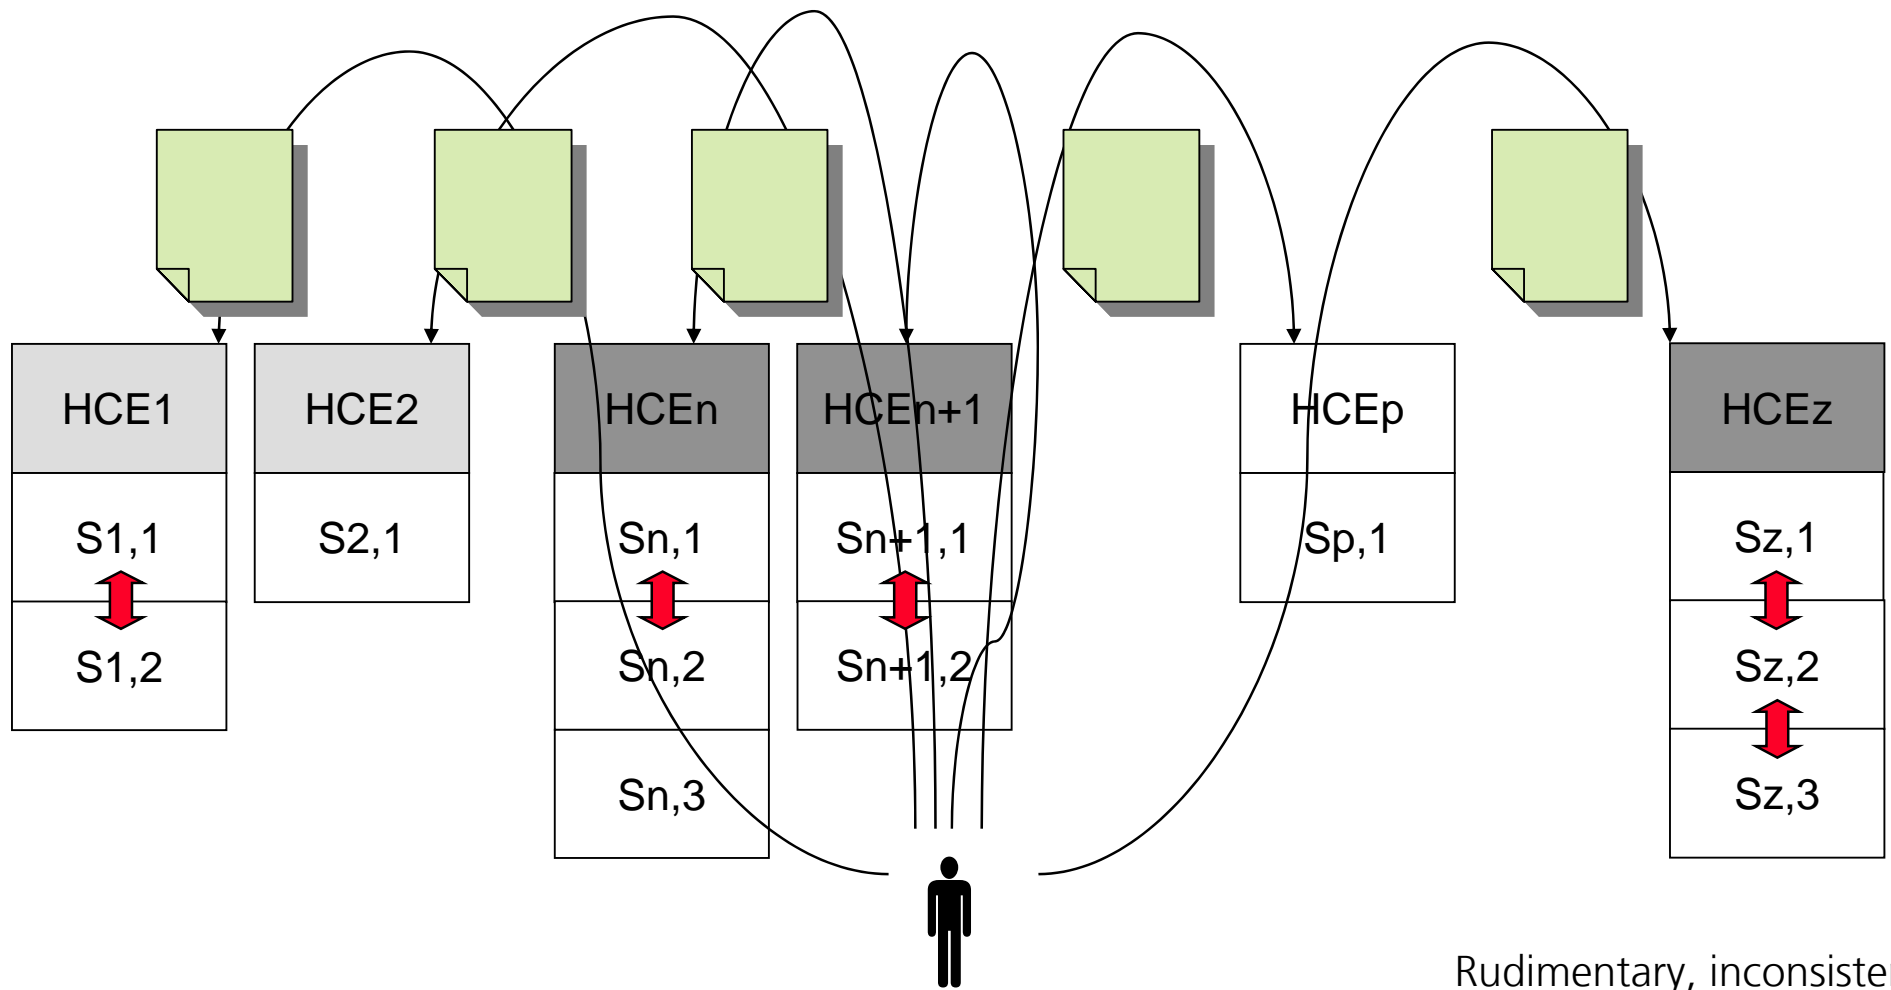 HCE1
HCE2
HCEn
HCEn+1
HCEp
HCEz
S1,1
S2,1
Sn,1
Sn+1,1
Sp,1
Sz,1
S1,2
Sn,2
Sn+1,2
Sz,2
Sn,3
Sz,3
Rudimentary,